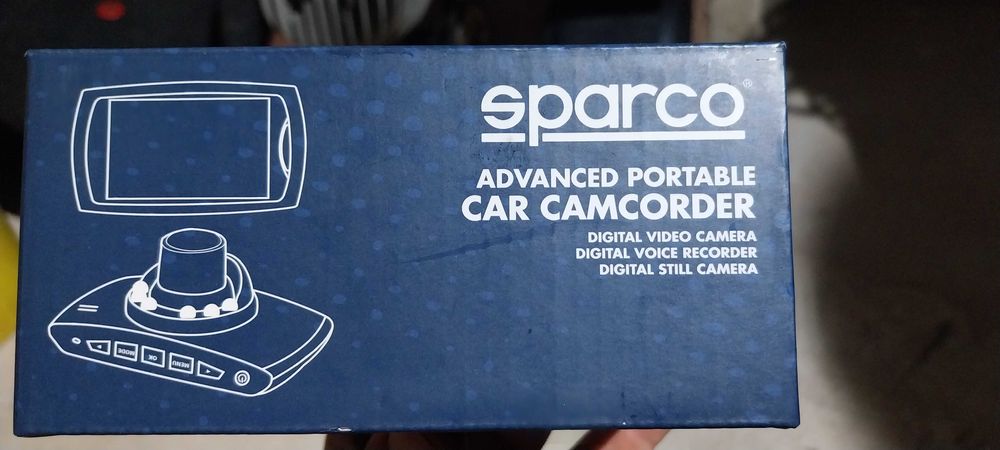 sparco®
ADVANCED PORTABLE
CAR CAMCORDER
DIGITAL VIDEO CAMERA
DIGITAL VOICE RECORDER
DIGITAL STILL CAMERA
MODE
OK
MENU